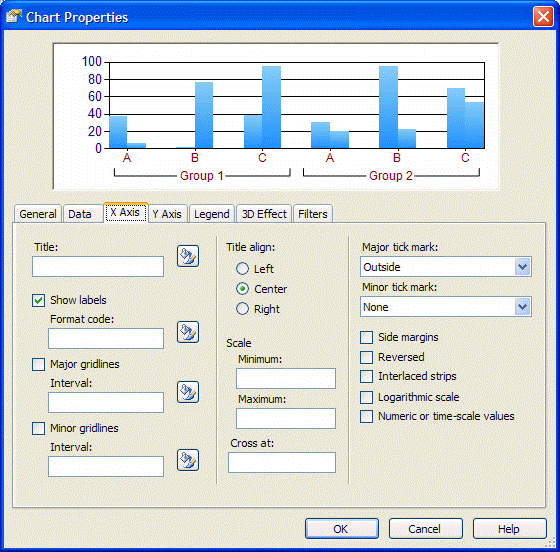 Chart Properties
100
80
60
40
20
0
A B C A B C
Group 1 Group 2
General Data X Axis Y Axis Legend 3D Effect Filters
Title:
Show labels
Format code:
Major gridlines
Interval:
Minor gridlines
Interval:
Title align:
Left
Center
Right
Scale
Minimum:
Maximum:
Cross at:
Major tick mark:
Outside
Minor tick mark:
None
Side margins
Reversed
Interlaced strips
Logarithmic scale
Numeric or time-scale values
OK Cancel Help